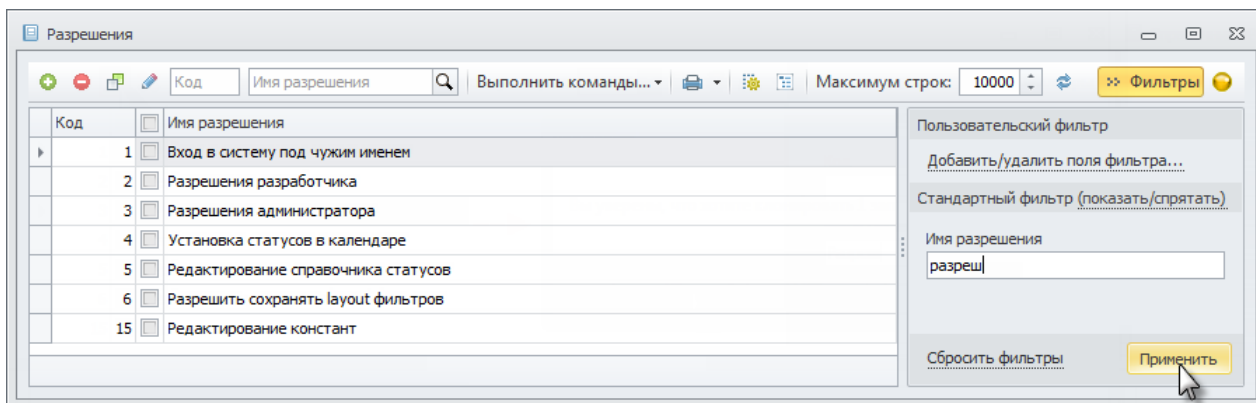 Разрешения
Код Имя разрешения Выполнить команды... Максимум строк: 10000 Фильтры
Код Имя разрешения
1 Вход в систему под чужим именем
2 Разрешения разработчика
3 Разрешения администратора
4 Установка статусов в календаре
5 Редактирование справочника статусов
6 Разрешить сохранять layout фильтров
15 Редактирование констант
Пользовательский фильтр
Добавить/удалить поля фильтра...
Стандартный фильтр (показать/спрятать)
Имя разрешения
разреш
Сбросить фильтры Применить